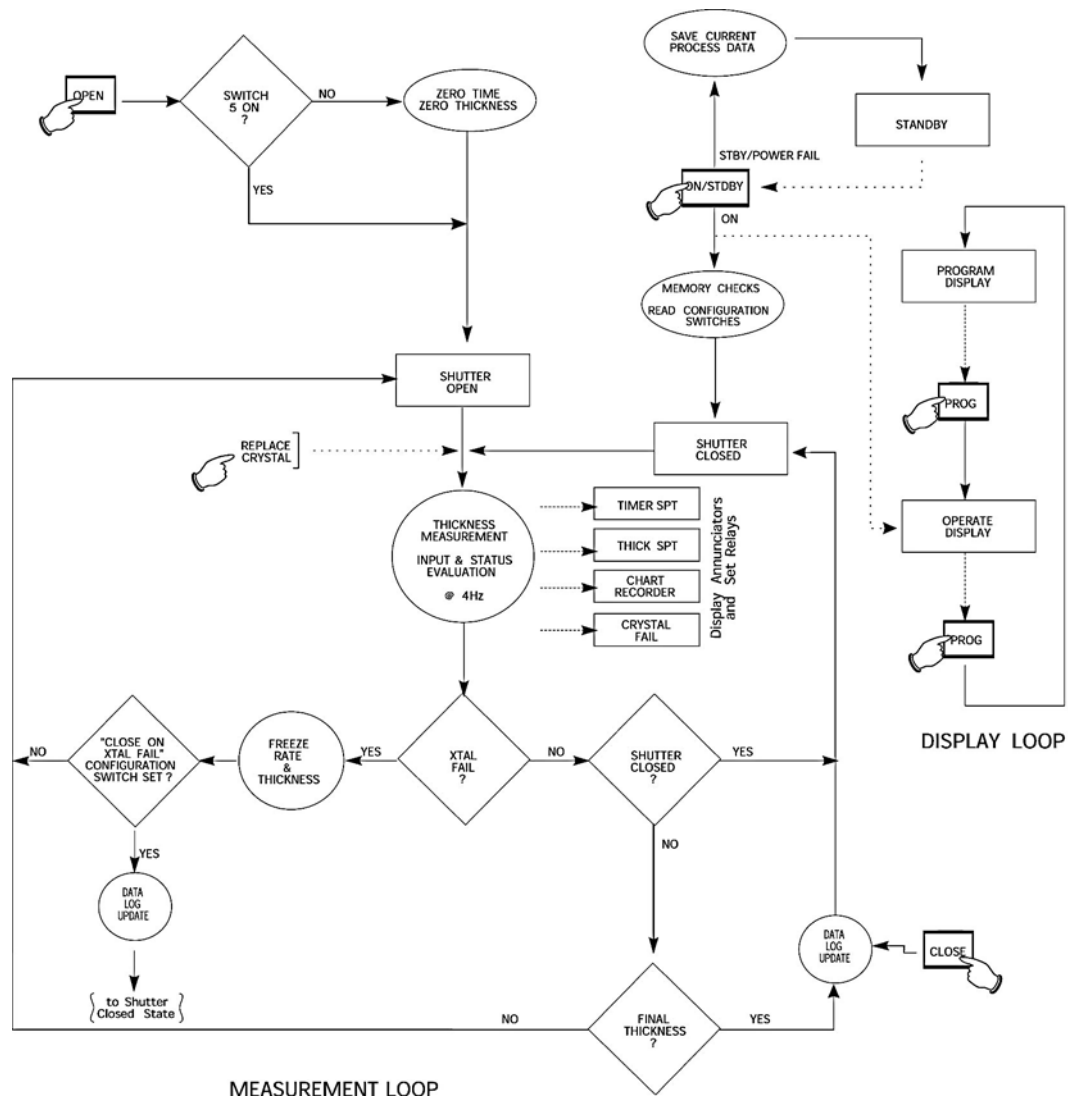 SAVE CURRENT
PROCESS DATA
OPEN
SWITCH
5 ON
?
NO
YES
ZERO TIME
ZERO THICKNESS
STANDBY
STBY/POWER FAIL
ON/STDBY
ON
MEMORY CHECKS
READ CONFIGURATION
SWITCHES
PROGRAM
DISPLAY
PROG
OPERATE
DISPLAY
PROG
DISPLAY LOOP
SHUTTER
OPEN
REPLACE
CRYSTAL
SHUTTER
CLOSED
THICKNESS
MEASUREMENT
INPUT & STATUS
EVALUATION
@ 4Hz
TIMER SPT
THICK SPT
CHART
RECORDER
CRYSTAL
FAIL
Display Annunciators
and Set Relays
NO
"CLOSE ON
XTAL FAIL"
CONFIGURATION
SWITCH SET ?
FREEZE
RATE
&
THICKNESS
YES
XTAL
FAIL
?
NO
SHUTTER
CLOSED
?
YES
NO
YES
DATA
LOG
UPDATE
to Shutter
Closed State
DATA
LOG
UPDATE
CLOSE
NO
FINAL
THICKNESS
?
YES
MEASUREMENT LOOP